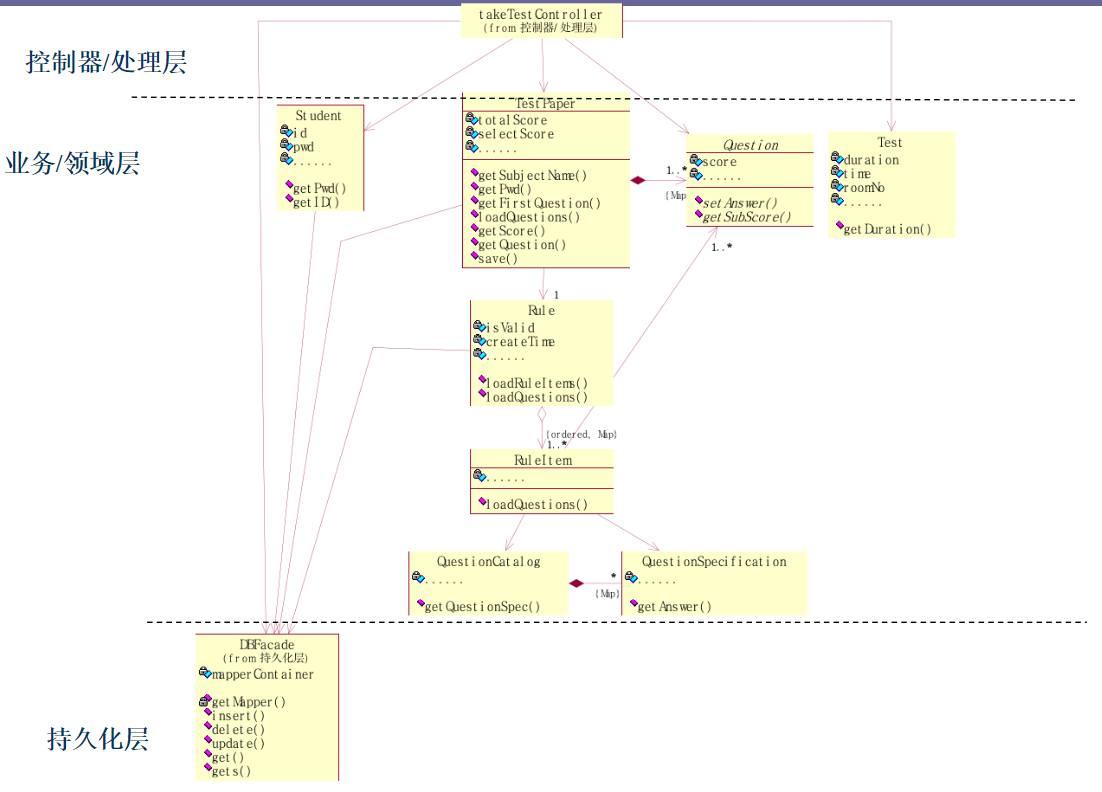 takeTestController
(from 控制器/处理层)
控制器/处理层
业务/领域层
Student
id
pwd
......
getPwd()
getID()
TestPaper
totalScore
selectScore
......
getSubjectName()
getPwd()
getFirstQuestion()
loadQuestions()
getScore()
getQuestion()
save()
1..*
{Map
Question
score
......
setAnswer()
getSubScore()
1..*
Test
duration
time
roomNo
......
getDuration()
1
Rule
isValid
createTime
......
loadRuleItems()
loadQuestions()
{ordered, Map}
1..*
RuleItem
......
loadQuestions()
QuestionCatalog
......
getQuestionSpec()
*
{Map}
QuestionSpecification
......
getAnswer()
DBFacade
(from 持久化层)
mapperContainer
getMapper()
insert()
delete()
update()
get()
gets()
持久化层